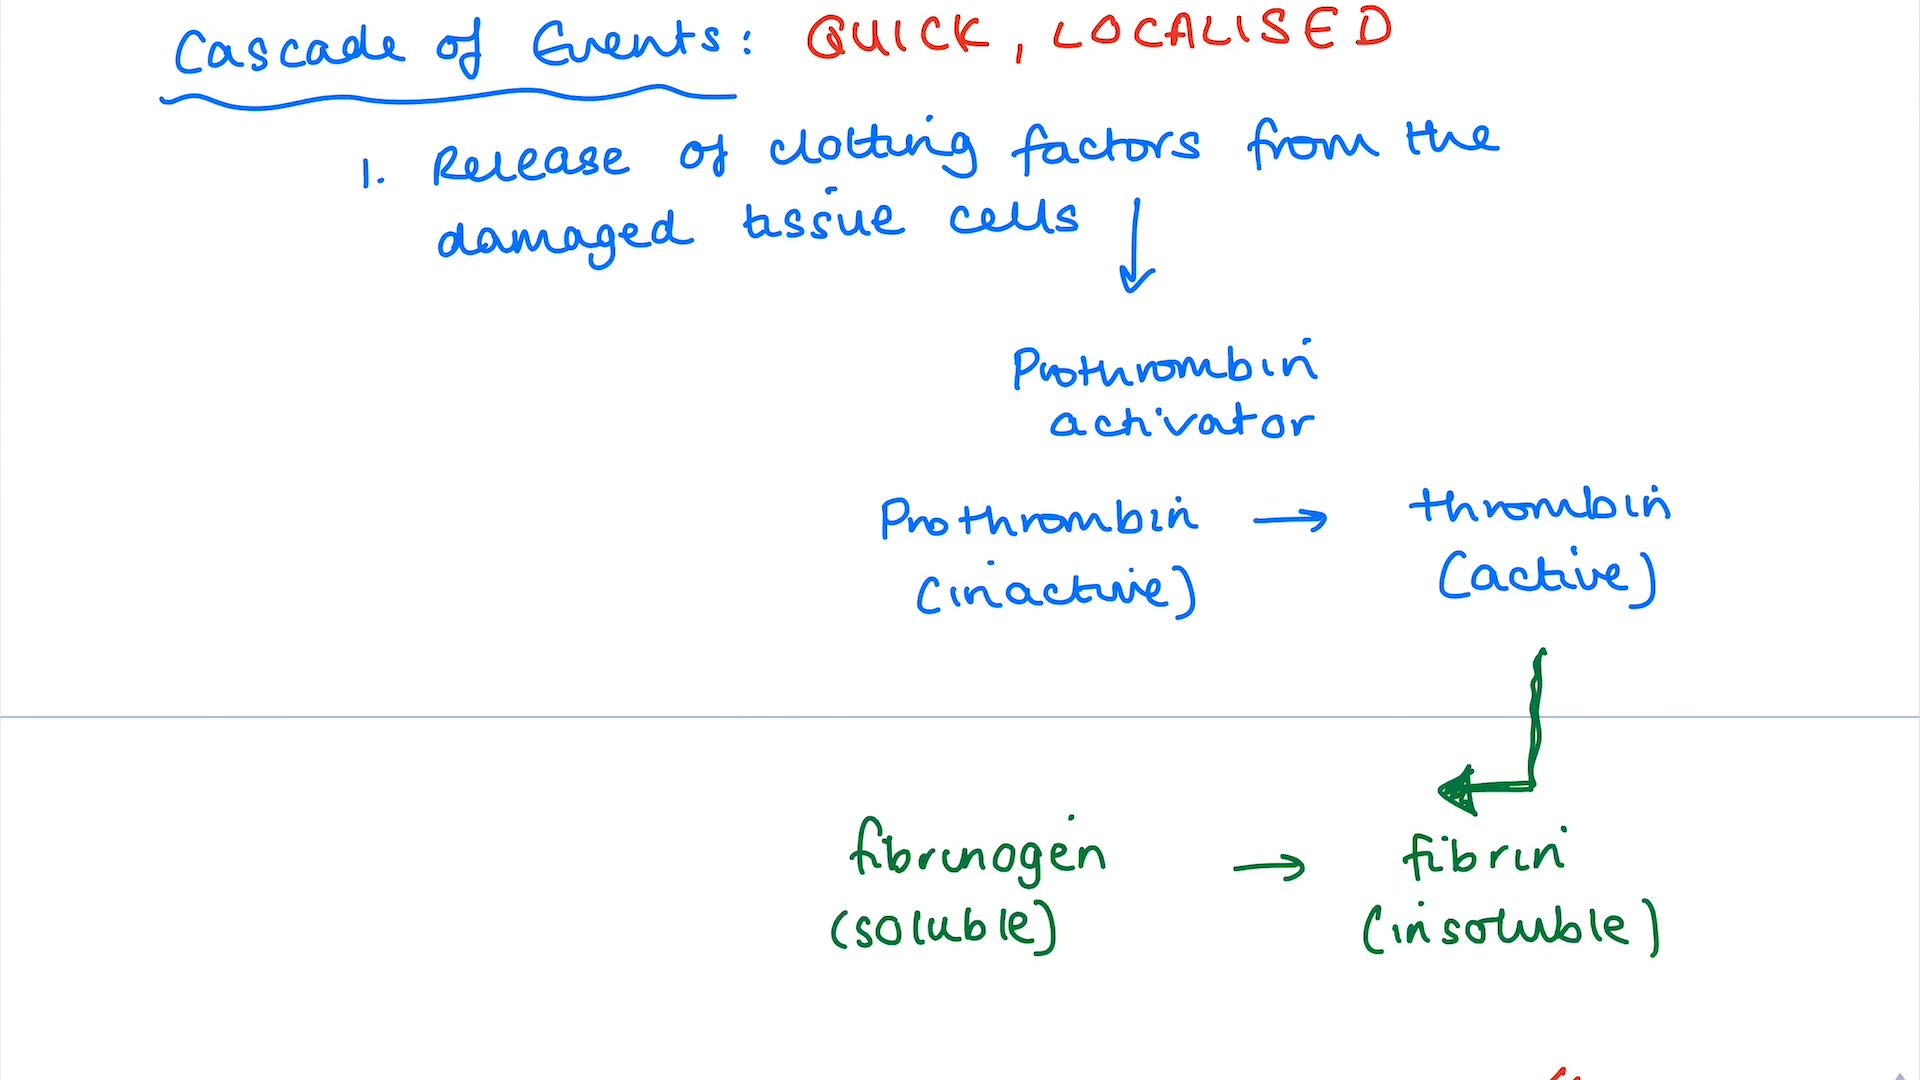 Cascade of Events: QUICK, LOCALISED
1. Release of clotting factors from the
damaged tissue cells ↓
Prothrombin
activator
Prothrombin → thrombin
(inactive) (active)
fibrinogen → fibrin
(soluble) (insoluble)